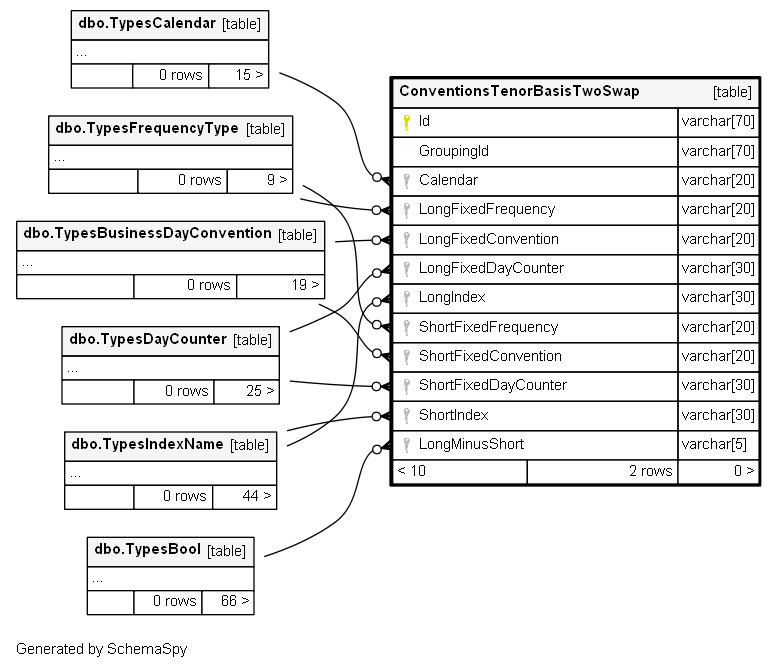 dbo.TypesCalendar [table]
...
0 rows 15 >
dbo.TypesFrequencyType [table]
...
0 rows 9 >
dbo.TypesBusinessDayConvention [table]
...
0 rows 19 >
dbo.TypesDayCounter [table]
...
0 rows 25 >
dbo.TypesIndexName [table]
...
0 rows 44 >
dbo.TypesBool [table]
...
0 rows 66 >
ConventionsTenorBasisTwoSwap [table]
Id varchar[70]
GroupingId varchar[70]
Calendar varchar[20]
LongFixedFrequency varchar[20]
LongFixedConvention varchar[20]
LongFixedDayCounter varchar[30]
LongIndex varchar[30]
ShortFixedFrequency varchar[20]
ShortFixedConvention varchar[20]
ShortFixedDayCounter varchar[30]
ShortIndex varchar[30]
LongMinusShort varchar[5]
< 10 2 rows 0 >
Generated by SchemaSpy